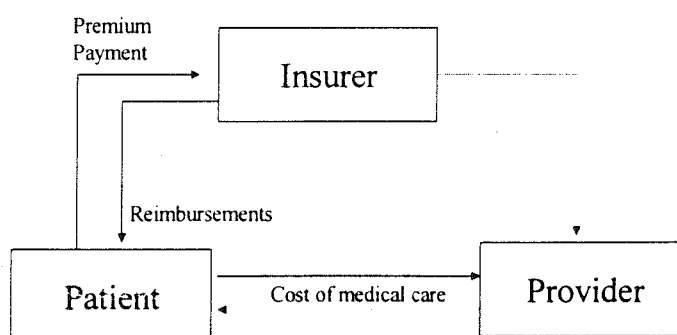 Premium
Payment
Insurer
Reimbursements
Patient
Cost of medical care
Provider